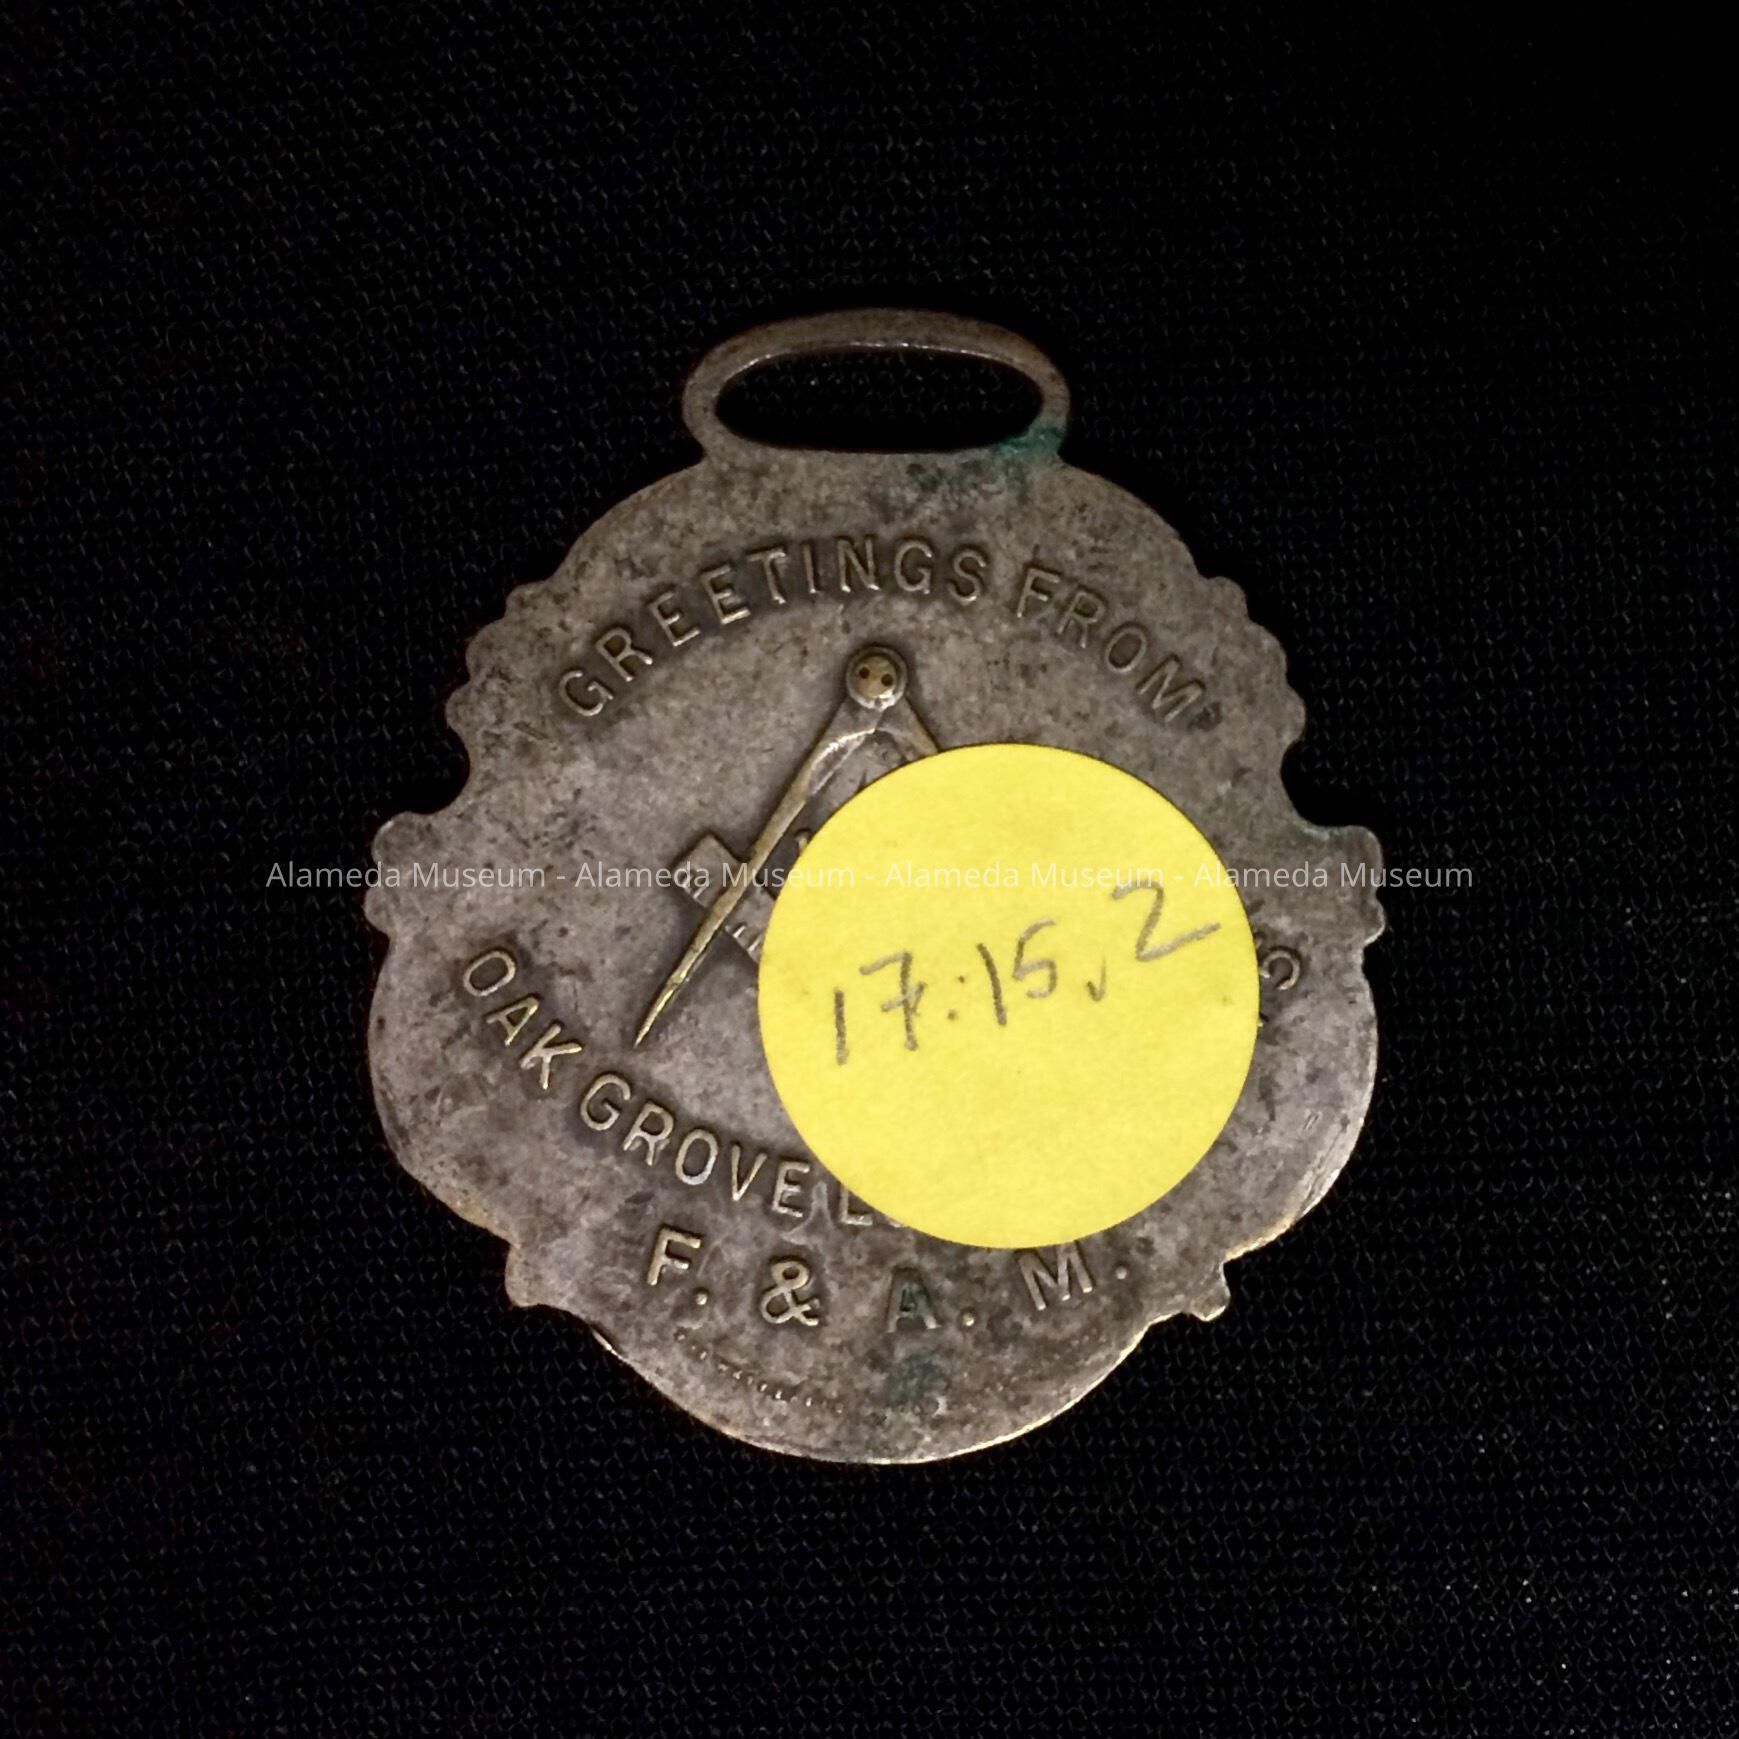 GREETINGS FROM
Alameda Museum - Alameda Museum - Alameda Museum - Alameda Museum
17.15.2
OAK GROVE
F. & A. M.